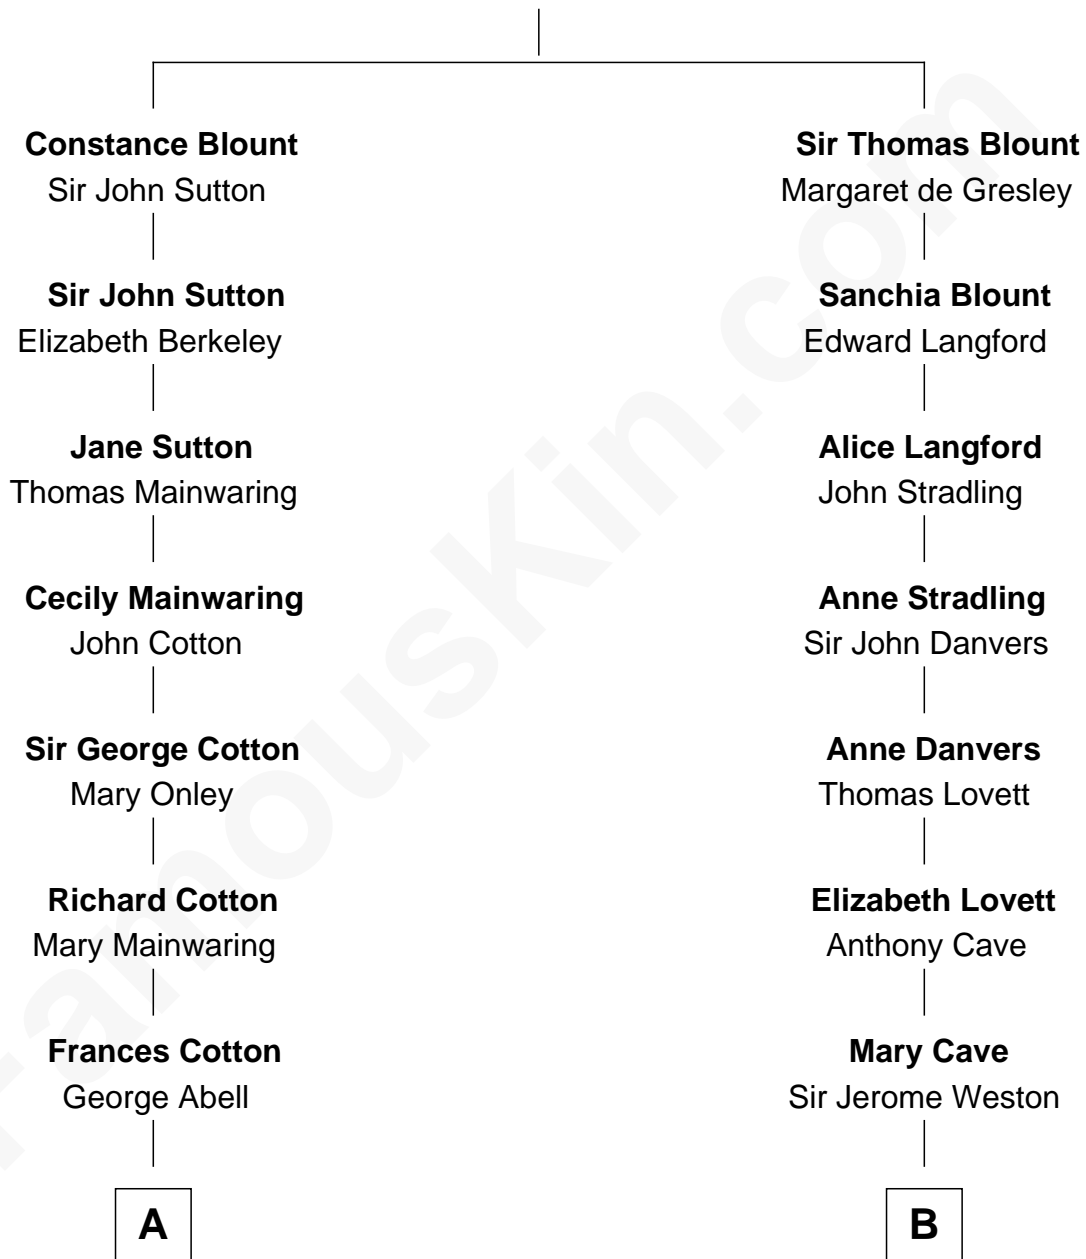 Constance Blount
Sir John Sutton
Sir John Sutton
Elizabeth Berkeley
Jane Sutton
Thomas Mainwaring
Cecily Mainwaring
John Cotton
Sir George Cotton
Mary Onley
Richard Cotton
Mary Mainwaring
Frances Cotton
George Abell
A
Sir Thomas Blount
Margaret de Gresley
Sanchia Blount
Edward Langford
Alice Langford
John Stradling
Anne Stradling
Sir John Danvers
Anne Danvers
Thomas Lovett
Elizabeth Lovett
Anthony Cave
Mary Cave
Sir Jerome Weston
B
FamousKin.com